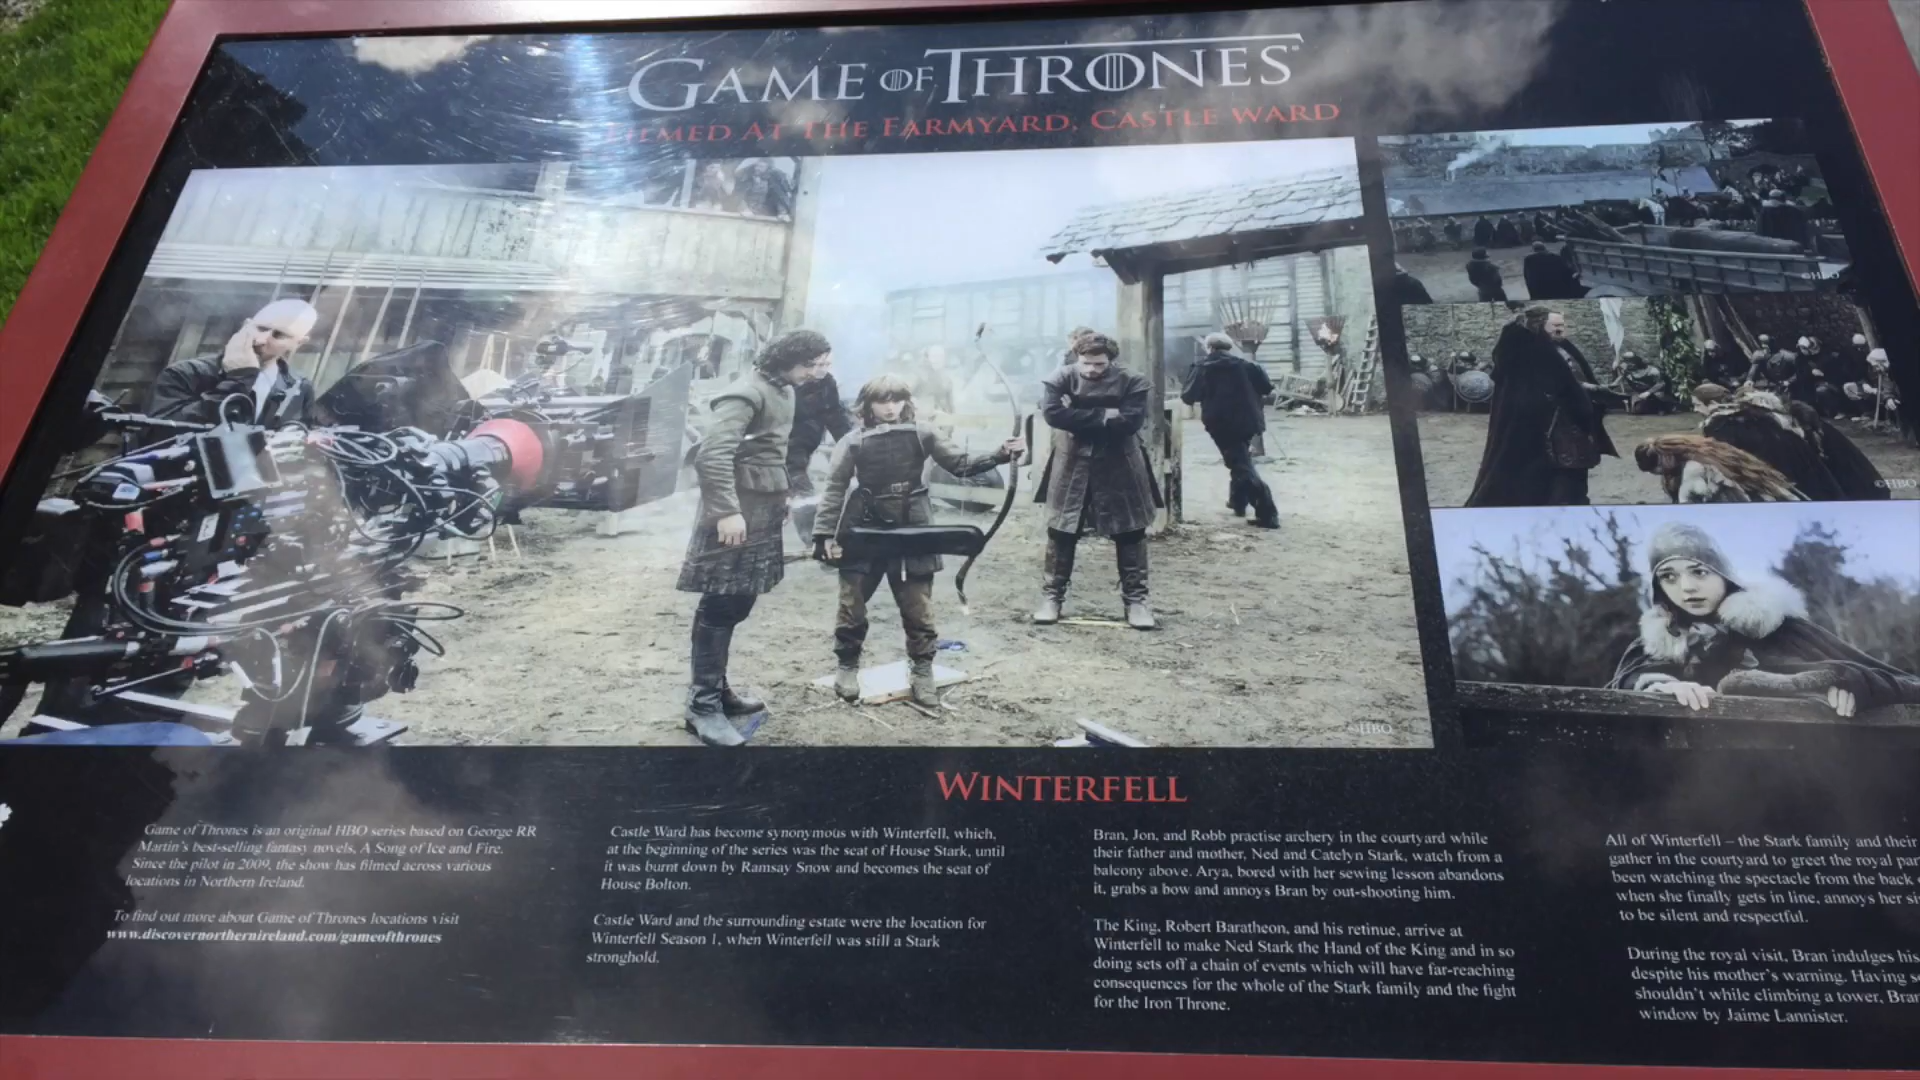 GAME OF THRONES
FILMED AT THE FARMYARD, CASTLE WARD
©HBO
©HBO
©HBO
WINTERFELL
Game of Thrones is an original HBO series based on George RR
Martin's best-selling fantasy novels, A Song of Ice and Fire.
Since the pilot in 2009, the show has filmed across various
locations in Northern Ireland.
To find out more about Game of Thrones locations visit
www.discovernorthernireland.com/gameofthrones
Castle Ward has become synonymous with Winterfell, which,
at the beginning of the series was the seat of House Stark, until
it was burnt down by Ramsay Snow and becomes the seat of
House Bolton.
Castle Ward and the surrounding estate were the location for
Winterfell Season 1, when Winterfell was still a Stark
stronghold.
Bran, Jon, and Robb practise archery in the courtyard while
their father and mother, Ned and Catelyn Stark, watch from a
balcony above. Arya, bored with her sewing lesson abandons
it, grabs a bow and annoys Bran by out-shooting him.
The King, Robert Baratheon, and his retinue, arrive at
Winterfell to make Ned Stark the Hand of the King and in so
doing sets off a chain of events which will have far-reaching
consequences for the whole of the Stark family and the fight
for the Iron Throne.
All of Winterfell – the Stark family and their
gather in the courtyard to greet the royal
been watching the spectacle from the back
when she finally gets in line, annoys her
to be silent and respectful.
During the royal visit, Bran indulges his
despite his mother's warning. Having
shouldn't while climbing a tower, Bran
window by Jaime Lannister.